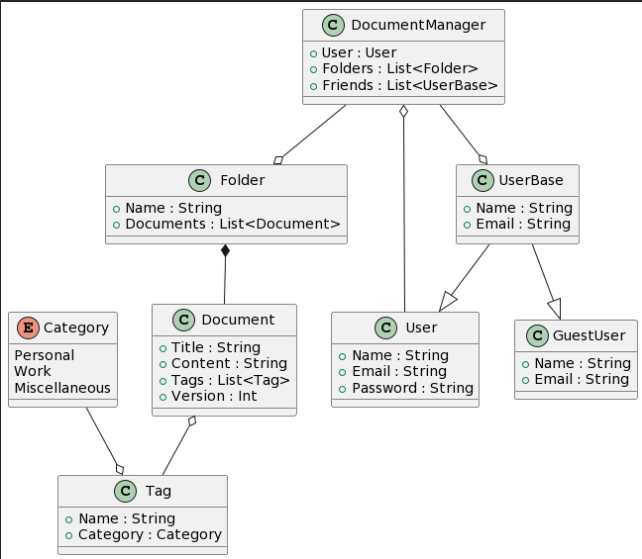 C DocumentManager
User : User
Folders : List<Folder>
Friends : List<UserBase>
C Folder
Name : String
Documents : List<Document>
C UserBase
Name : String
Email : String
E Category
Personal
Work
Miscellaneous
C Document
Title : String
Content : String
Tags : List<Tag>
Version : Int
C User
Name : String
Email : String
Password : String
C GuestUser
Name : String
Email : String
C Tag
Name : String
Category : Category